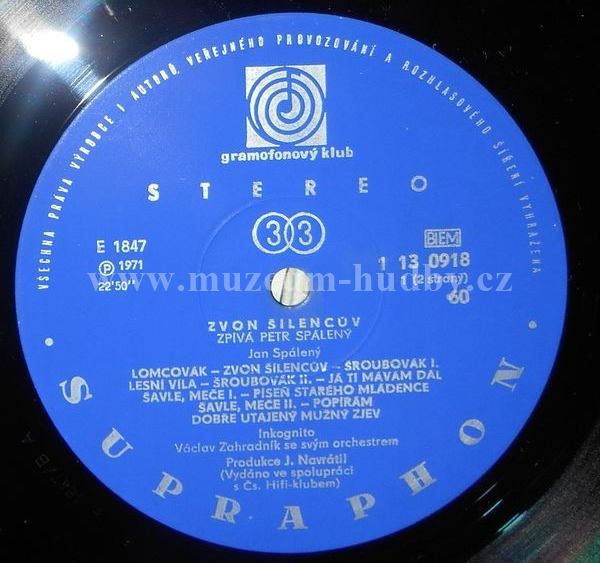 VŠECHNA PRÁVA VÝROBCE I AUTORŮ, VEŘEJNÉHO PROVOZOVÁNÍ A ROZHLASOVÉHO ŠÍŘENÍ VYHRAZENA
gramofonový klub
STEREO
33
E 1847
Ⓟ 1971
22'50"
BIEM
1 13 0918
1 (2 strany)
60
www.muzeum-hudby.cz
ZVON ŠÍLENCŮV
ZPÍVÁ PETR SPÁLENÝ
Jan Spálený
LOMCOVÁK – ZVON ŠÍLENCŮV – ŠROUBOVÁK I.
LESNÍ VÍLA – ŠROUBOVÁK II. – JÁ TI MÁVÁM DÁL
ŠAVLE, MEČE I. – PÍSEŇ STARÉHO MLÁDENCE
ŠAVLE, MEČE II. – POPÍRÁM
DOBŘE UTAJENÝ MUŽNÝ ZJEV
Inkognito
Václav Zahradník se svým orchestrem
Produkce J. Navrátil
(Vydáno ve spolupráci
s Čs. Hifi-klubem)
• SUPRAPHON •